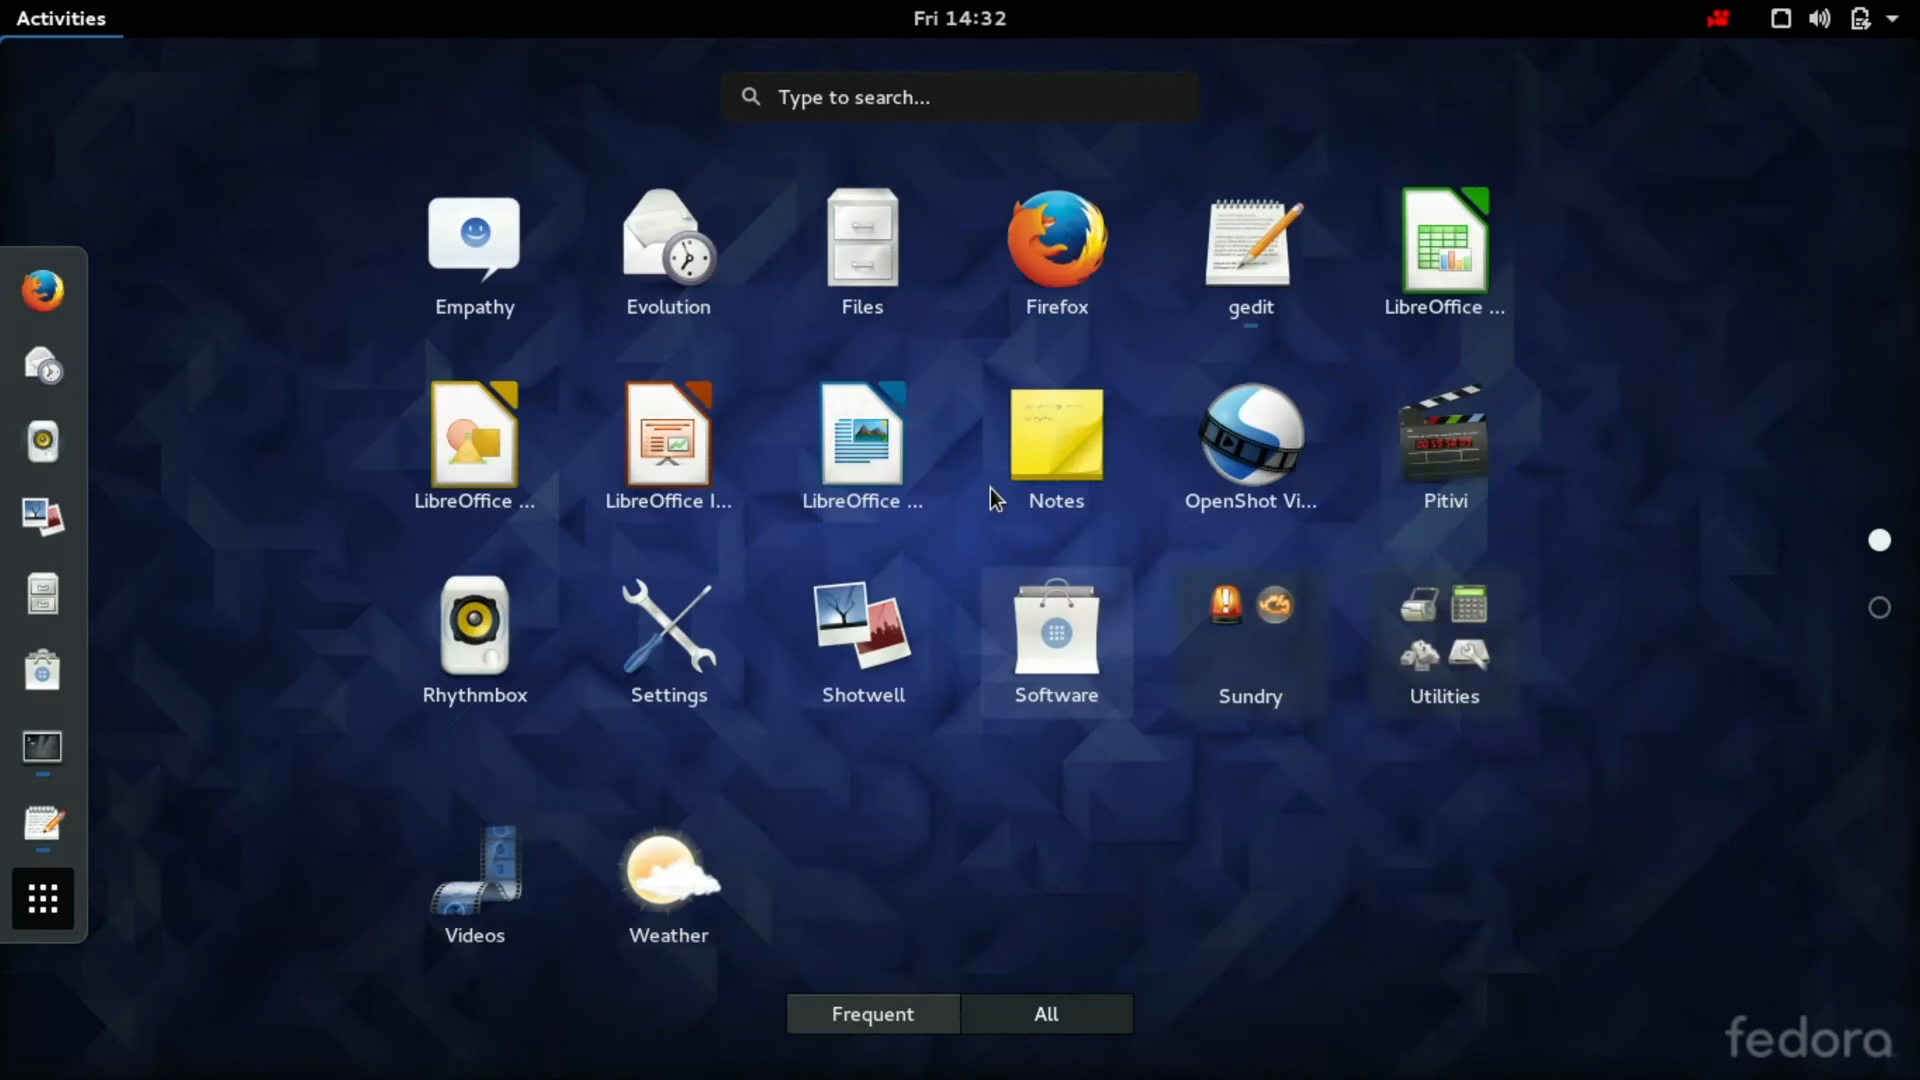 Activities
Fri 14:32
Type to search...
Empathy
Evolution
Files
Firefox
gedit
LibreOffice ...
LibreOffice ...
LibreOffice I...
LibreOffice ...
Notes
OpenShot Vi...
Pitivi
Rhythmbox
Settings
Shotwell
Software
Sundry
Utilities
Videos
Weather
Frequent
All
fedora